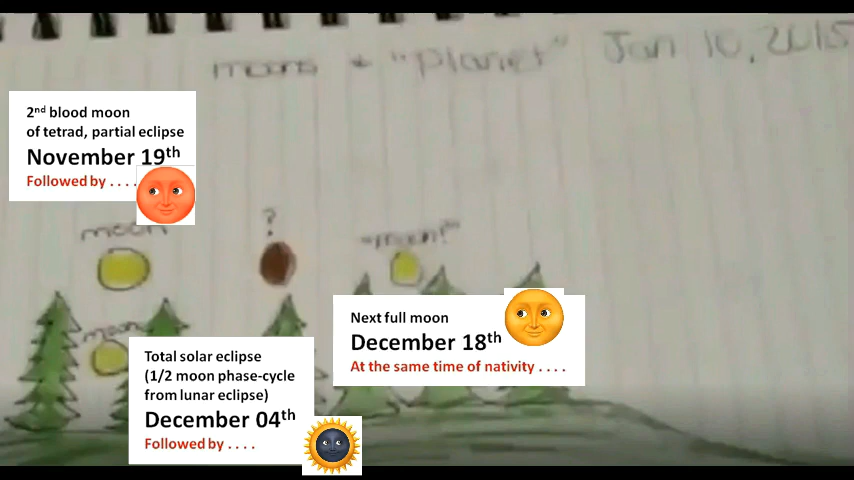 moons + "planet" Jan 10, 2015
2nd blood moon
of tetrad, partial eclipse
November 19th
Followed by . . . .
moon
?
"moon!"
moon
Next full moon
December 18th
At the same time of nativity . . . .
Total solar eclipse
(1/2 moon phase-cycle
from lunar eclipse)
December 04th
Followed by . . . .